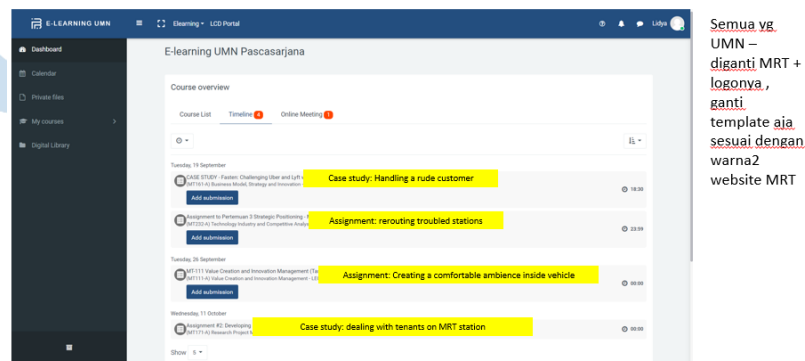 E-LEARNING UMN
Elearning
LCD Portal
Lidya
Dashboard
Calendar
Private files
My courses
Digital Library
E-learning UMN Pascasarjana
Course overview
Course List
Timeline 4
Online Meeting 1
Tuesday, 19 September
CASE STUDY - Fasten: Challenging Uber and Lyft
Case study: Handling a rude customer
(MT161-A) Business Model, Strategy and Innovation
18:30
Add submission
Assignment to Pertemuan 3 Strategic Positioning
Assignment: rerouting troubled stations
(MT232-A) Technology Industry and Competitive
23:59
Add submission
Tuesday, 26 September
MT-111 Value Creation and Innovation Management
Assignment: Creating a comfortable ambience inside vehicle
(MT111-A) Value Creation and Innovation Management
00:00
Add submission
Wednesday, 11 October
Assignment #2: Developing
Case study: dealing with tenants on MRT station
(MT171-A) Research Project
00:00
Show 5
Semua yg
UMN –
diganti MRT +
logonya ,
ganti
template aja
sesuai dengan
warna2
website MRT